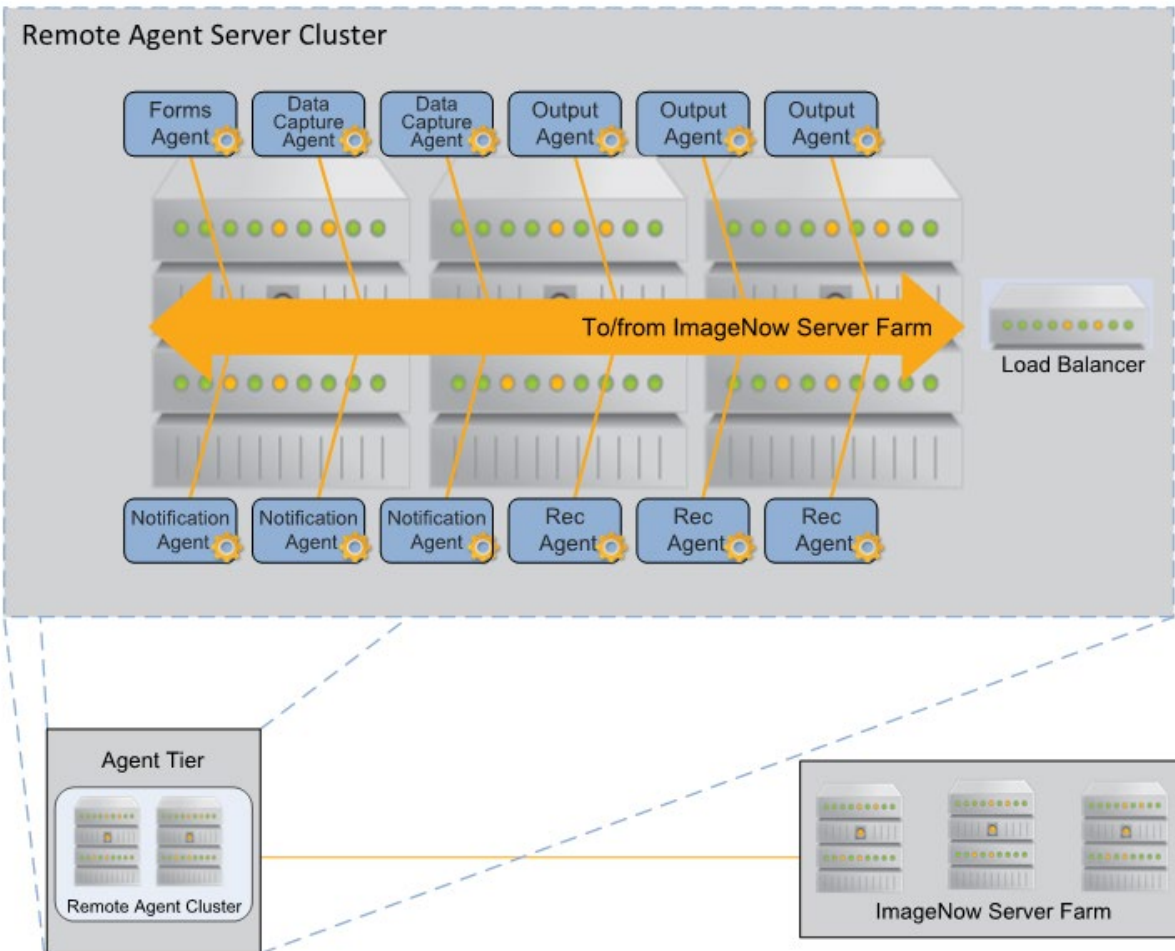 Remote Agent Server Cluster
Forms
Agent
Data
Capture
Agent
Data
Capture
Agent
Output
Agent
Output
Agent
Output
Agent
To/from ImageNow Server Farm
Load Balancer
Notification
Agent
Notification
Agent
Notification
Agent
Rec
Agent
Rec
Agent
Rec
Agent
Agent Tier
Remote Agent Cluster
ImageNow Server Farm